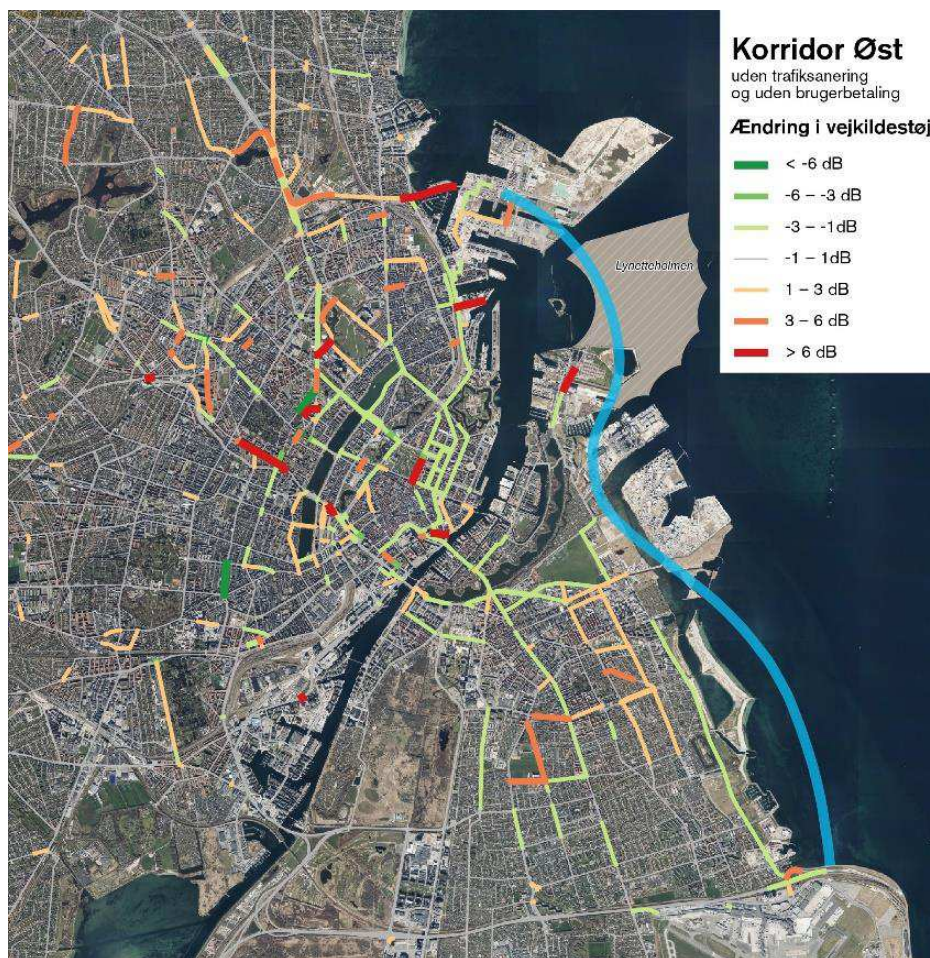 Korridor Øst
uden trafiksanering
og uden brugerbetaling
Ændring i vejkildestøj
< -6 dB
-6 – -3 dB
-3 – -1dB
-1 – 1dB
1 – 3 dB
3 – 6 dB
> 6 dB
Lynetteholmen